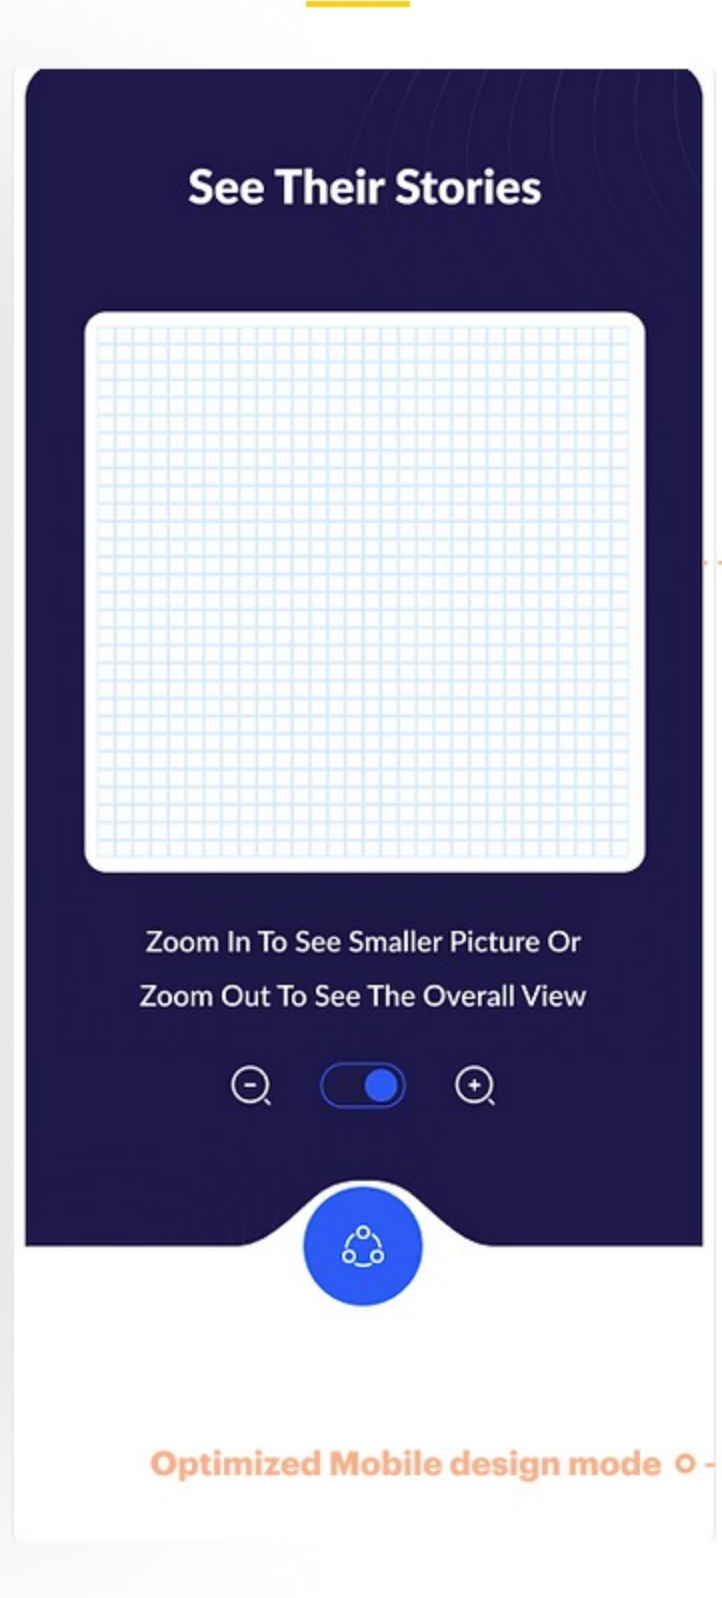 See Their Stories
Zoom In To See Smaller Picture Or
Zoom Out To See The Overall View
Optimized Mobile design mode